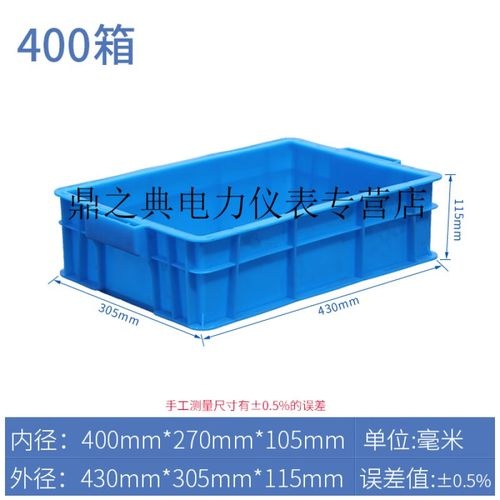 400箱
鼎之典电力仪表专营店
115mm
305mm
430mm
手工测量尺寸有±0.5%的误差
内径：400mm*270mm*105mm 单位:毫米
外径：430mm*305mm*115mm 误差值:±0.5%